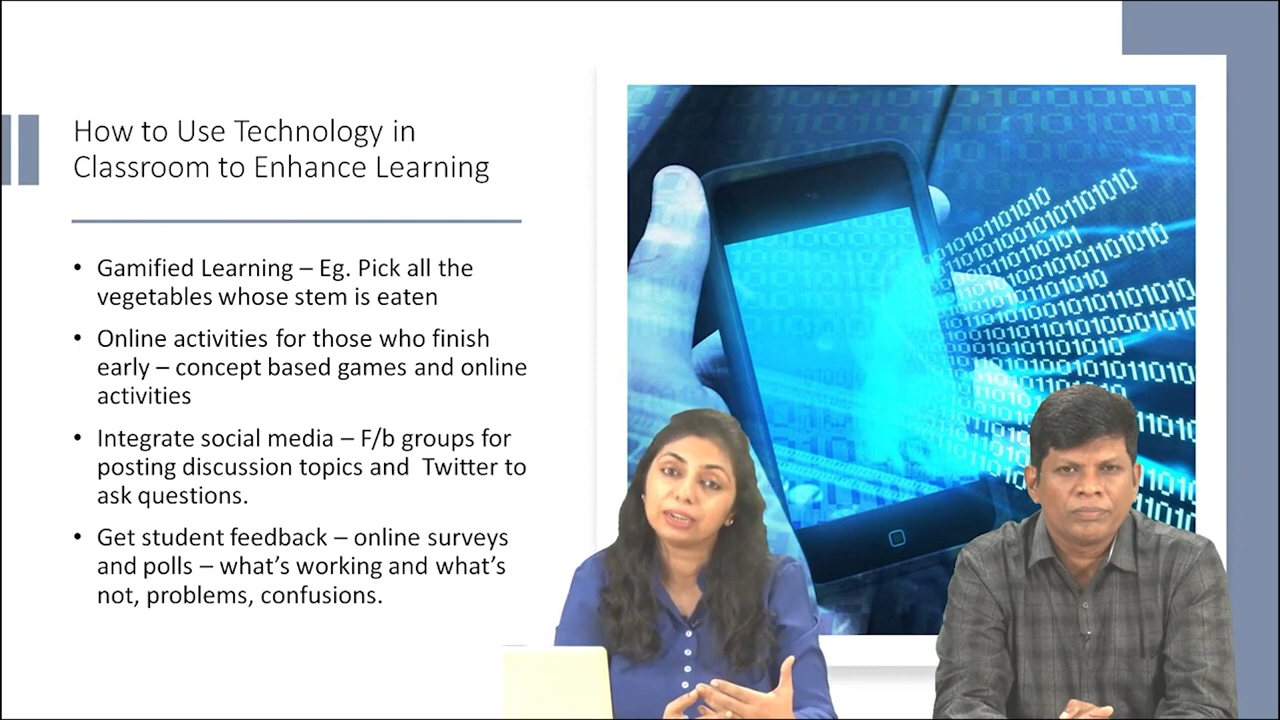 How to Use Technology in
Classroom to Enhance Learning
• Gamified Learning – Eg. Pick all the
vegetables whose stem is eaten
• Online activities for those who finish
early – concept based games and online
activities
• Integrate social media – F/b groups for
posting discussion topics and  Twitter to
ask questions.
• Get student feedback – online surveys
and polls – what’s working and what’s
not, problems, confusions.